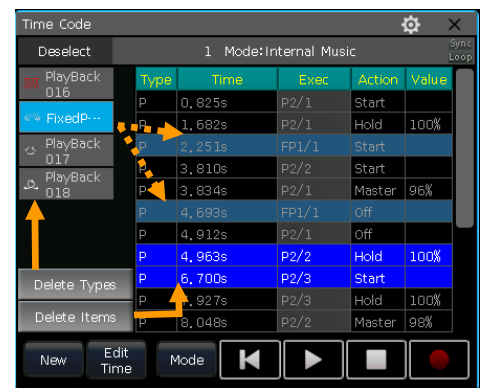 Time Code
Deselect 1 Mode:Internal Music Sync Loop
PlayBack 016
FixedP···
PlayBack 017
PlayBack 018
Delete Types
Delete Items
Type Time Exec Action Value
P 0.825s P2/1 Start
P 1.682s P2/1 Hold 100%
P 2.251s FP1/1 Start
P 3.810s P2/2 Start
P 3.834s P2/1 Master 96%
P 4.693s FP1/1 Off
P 4.912s P2/1 Off
P 4.963s P2/2 Hold 100%
P 6.700s P2/3 Start
P .927s P2/3 Hold 100%
P 8.048s P2/2 Master 98%
New Edit Time Mode